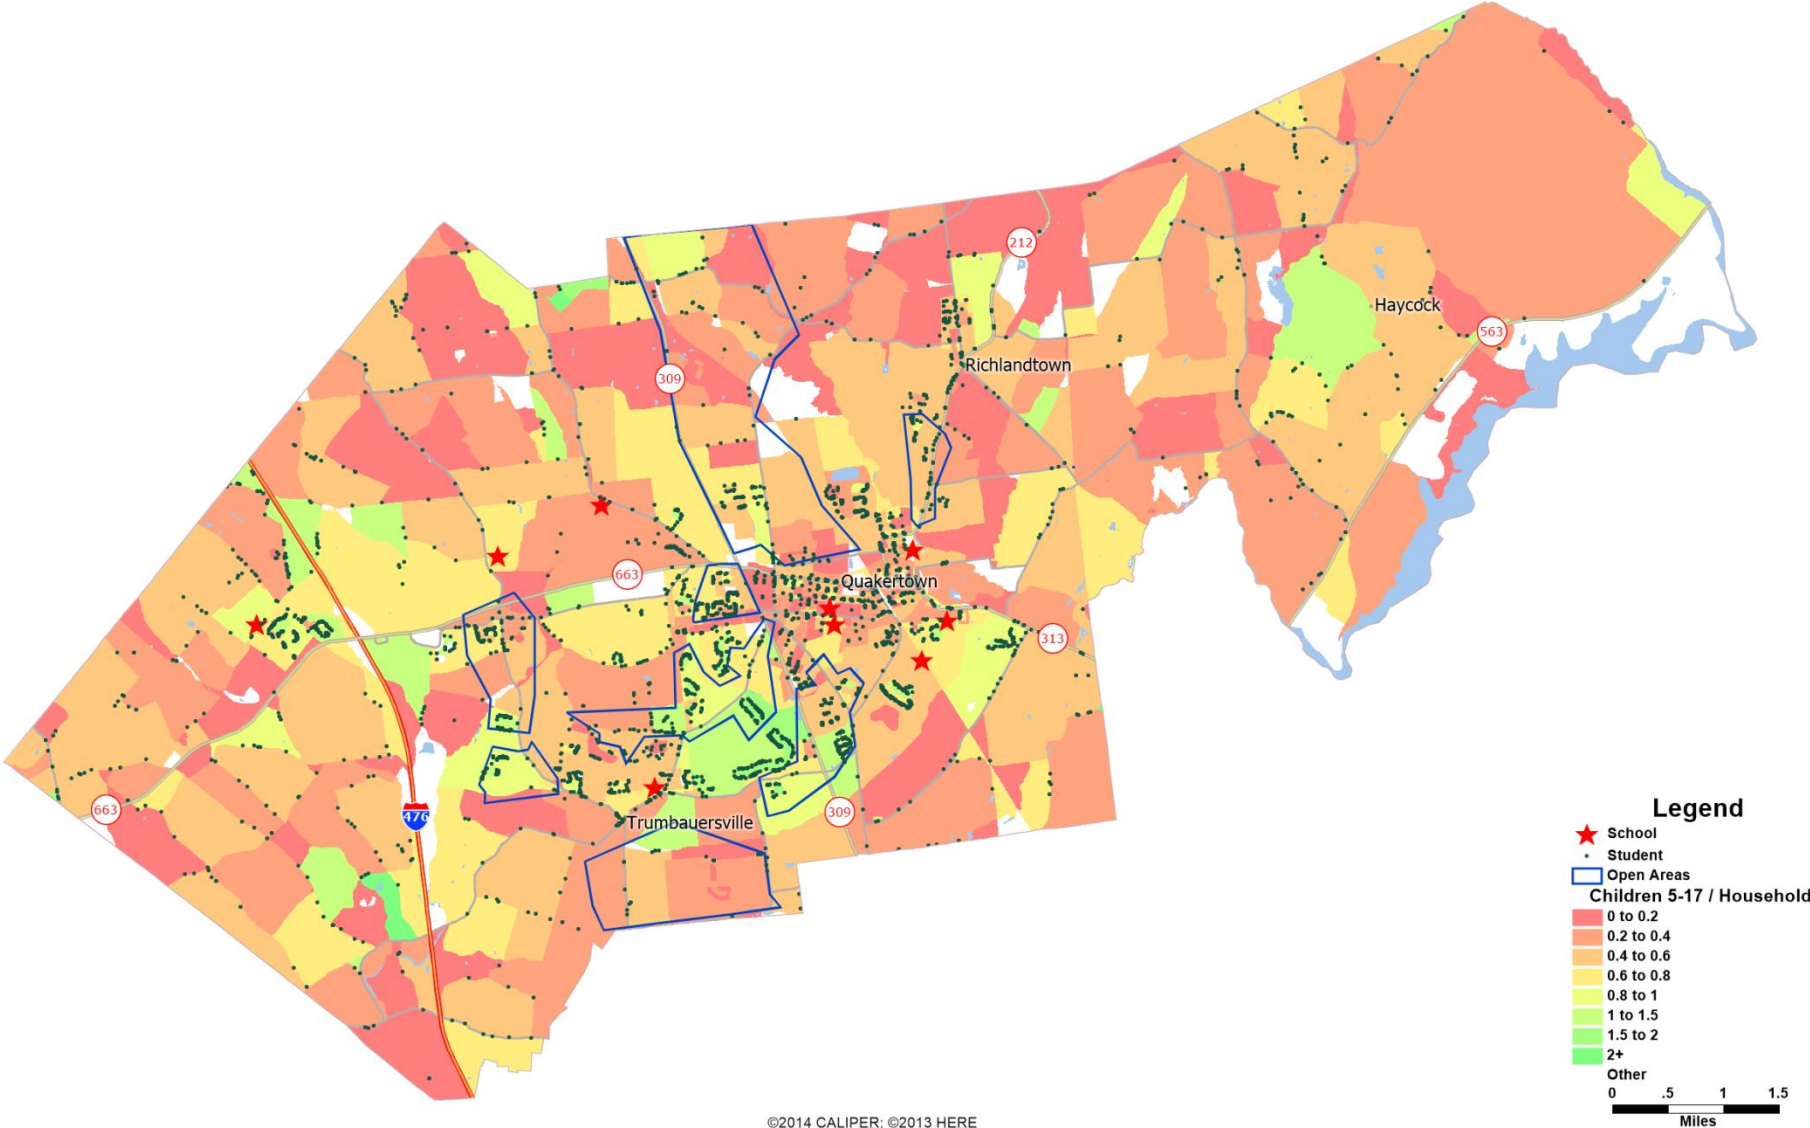 212
Haycock
563
Richlandtown
309
663
Quakertown
313
663
476
309
Trumbauersville
Legend
School
Student
Open Areas
Children 5-17 / Household
0 to 0.2
0.2 to 0.4
0.4 to 0.6
0.6 to 0.8
0.8 to 1
1 to 1.5
1.5 to 2
2+
Other
0 .5 1 1.5
Miles
©2014 CALIPER: ©2013 HERE